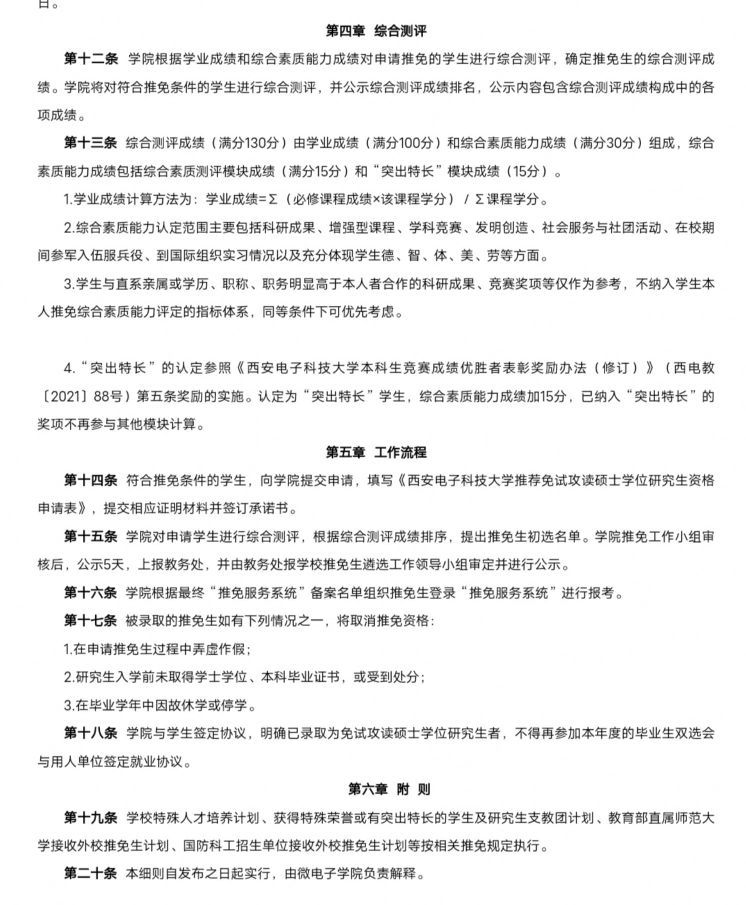 日。
第四章 综合测评
第十二条 学院根据学业成绩和综合素质能力成绩对申请推免的学生进行综合测评，确定推免生的综合测评成
绩。学院将对符合推免条件的学生进行综合测评，并公示综合测评成绩排名，公示内容包含综合测评成绩构成中的各
项成绩。
第十三条 综合测评成绩（满分130分）由学业成绩（满分100分）和综合素质能力成绩（满分30分）组成，综合
素质能力成绩包括综合素质测评模块成绩（满分15分）和“突出特长”模块成绩（15分）。
1.学业成绩计算方法为：学业成绩=Σ（必修课程成绩×该课程学分）/Σ课程学分。
2.综合素质能力认定范围主要包括科研成果、增强型课程、学科竞赛、发明创造、社会服务与社团活动、在校期
间参军入伍服兵役、到国际组织实习情况以及充分体现学生德、智、体、美、劳等方面。
3.学生与直系亲属或学历、职称、职务明显高于本人者合作的科研成果、竞赛奖项等仅作为参考，不纳入学生本
人推免综合素质能力评定的指标体系，同等条件下可优先考虑。
4.“突出特长”的认定参照《西安电子科技大学本科生竞赛成绩优胜者表彰奖励办法（修订）》（西电教
〔2021〕88号）第五条奖励的实施。认定为“突出特长”学生，综合素质能力成绩加15分，已纳入“突出特长”的
奖项不再参与其他模块计算。
第五章 工作流程
第十四条 符合推免条件的学生，向学院提交申请，填写《西安电子科技大学推荐免试攻读硕士学位研究生资格
申请表》，提交相应证明材料并签订承诺书。
第十五条 学院对申请学生进行综合测评，根据综合测评成绩排序，提出推免生初选名单。学院推免工作小组审
核后，公示5天，上报教务处，并由教务处报学校推免生遴选工作领导小组审定并进行公示。
第十六条 学院根据最终“推免服务系统”备案名单组织推免生登录“推免服务系统”进行报考。
第十七条 被录取的推免生如有下列情况之一，将取消推免资格：
1.在申请推免生过程中弄虚作假；
2.研究生入学前未取得学士学位、本科毕业证书，或受到处分；
3.在毕业学年中因故休学或停学。
第十八条 学院与学生签定协议，明确已录取为免试攻读硕士学位研究生者，不得再参加本年度的毕业生双选会
与用人单位签定就业协议。
第六章 附 则
第十九条 学校特殊人才培养计划、获得特殊荣誉或有突出特长的学生及研究生支教团计划、教育部直属师范大
学接收外校推免生计划、国防科工招生单位接收外校推免生计划等按相关推免规定执行。
第二十条 本细则自发布之日起实行，由微电子学院负责解释。